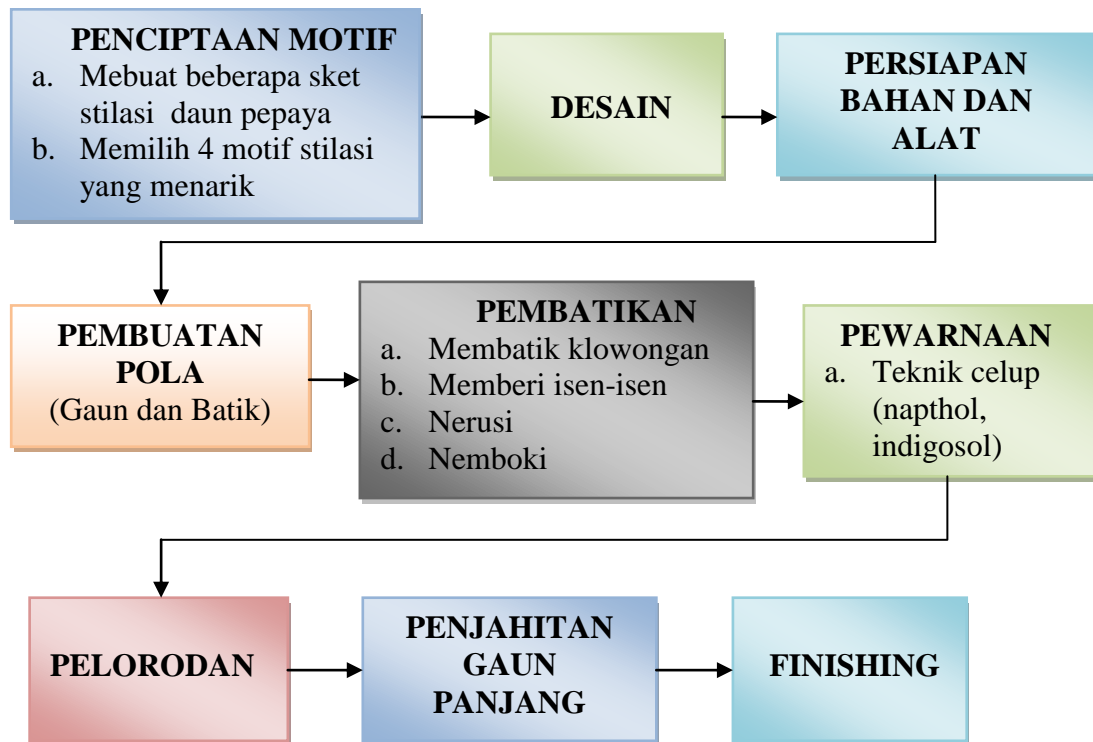 PENCIPTAAN MOTIF
a. Mebuat beberapa sket
stilasi daun pepaya
b. Memilih 4 motif stilasi
yang menarik
DESAIN
PERSIAPAN
BAHAN DAN
ALAT
PEMBUATAN
POLA
(Gaun dan Batik)
PEMBATIKAN
a. Membatik klowongan
b. Memberi isen-isen
c. Nerusi
d. Nemboki
PEWARNAAN
a. Teknik celup
(napthol,
indigosol)
PELORODAN
PENJAHITAN
GAUN
PANJANG
FINISHING